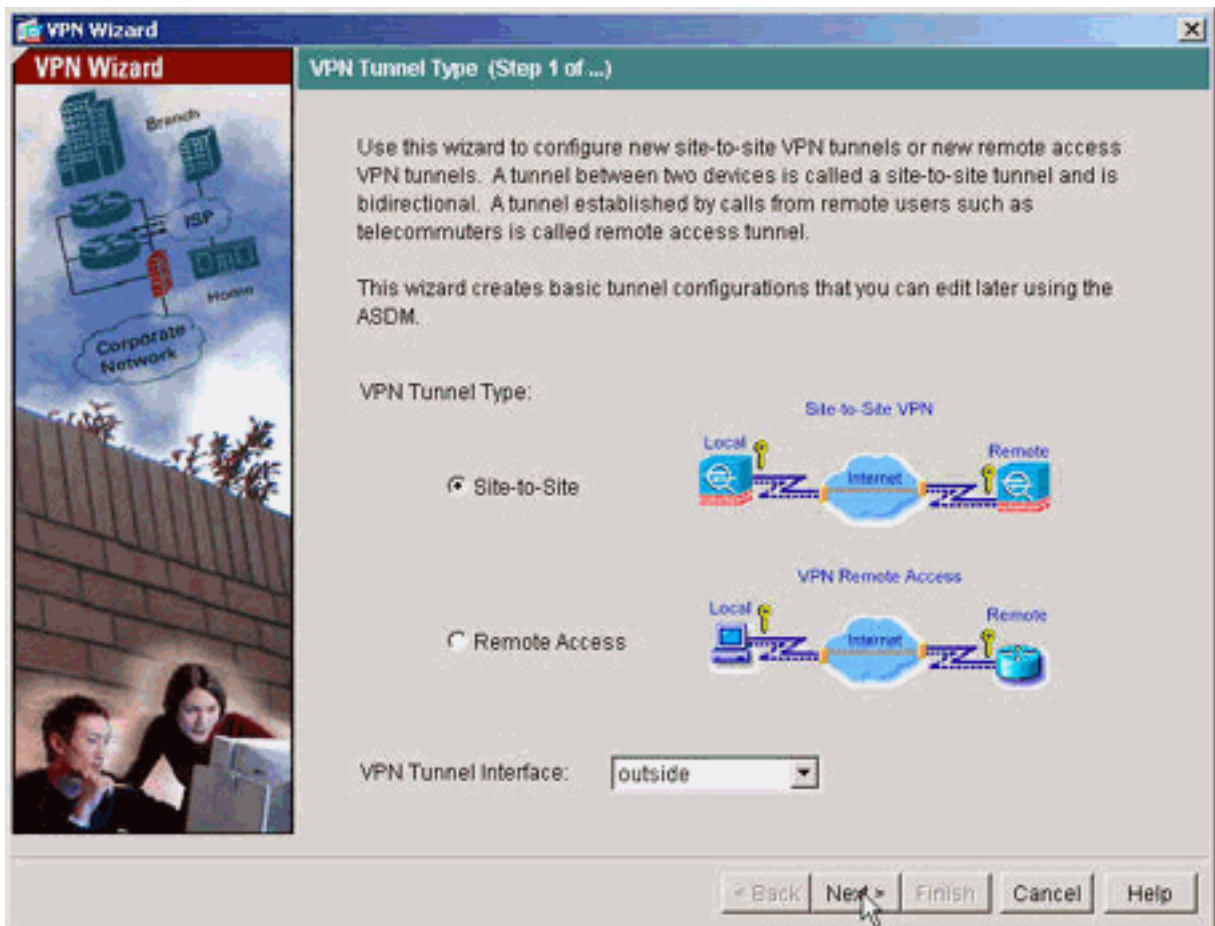 VPN Wizard
VPN Wizard
VPN Tunnel Type (Step 1 of ...)
Branch
ISP
Home
Corporate
Network
Use this wizard to configure new site-to-site VPN tunnels or new remote access
VPN tunnels. A tunnel between two devices is called a site-to-site tunnel and is
bidirectional. A tunnel established by calls from remote users such as
telecommuters is called remote access tunnel.
This wizard creates basic tunnel configurations that you can edit later using the
ASDM.
VPN Tunnel Type:
Site-to-Site VPN
Local
Remote
Internet
Site-to-Site
VPN Remote Access
Local
Remote
Internet
Remote Access
VPN Tunnel Interface:
outside
< Back
Next >
Finish
Cancel
Help